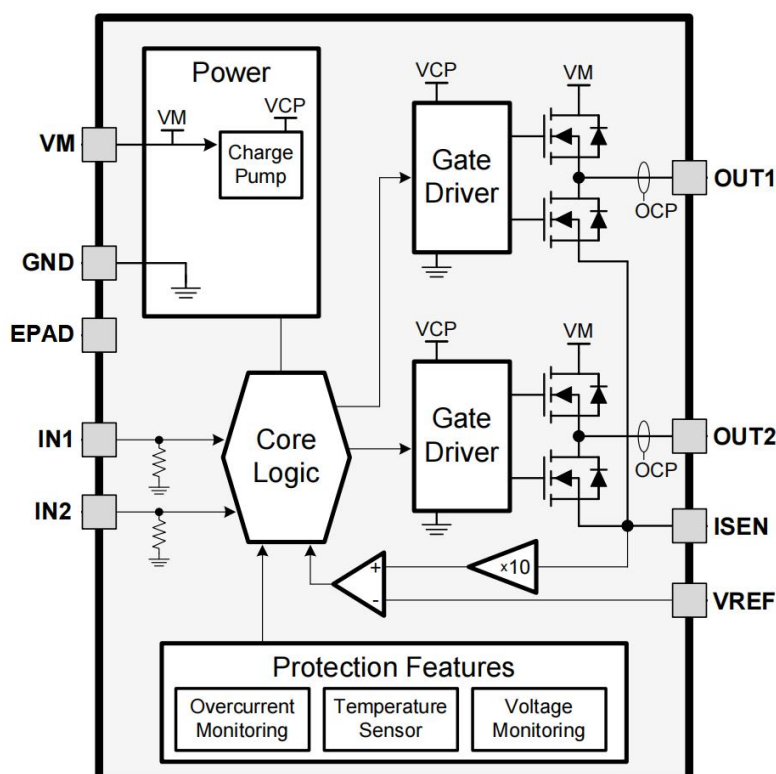 Power
VM
VCP
Charge
Pump
VM
GND
EPAD
IN1
IN2
Core
Logic
VCP
Gate
Driver
VM
OCP
OUT1
VCP
Gate
Driver
VM
OCP
OUT2
ISEN
×10
+
-
VREF
Protection Features
Overcurrent
Monitoring
Temperature
Sensor
Voltage
Monitoring